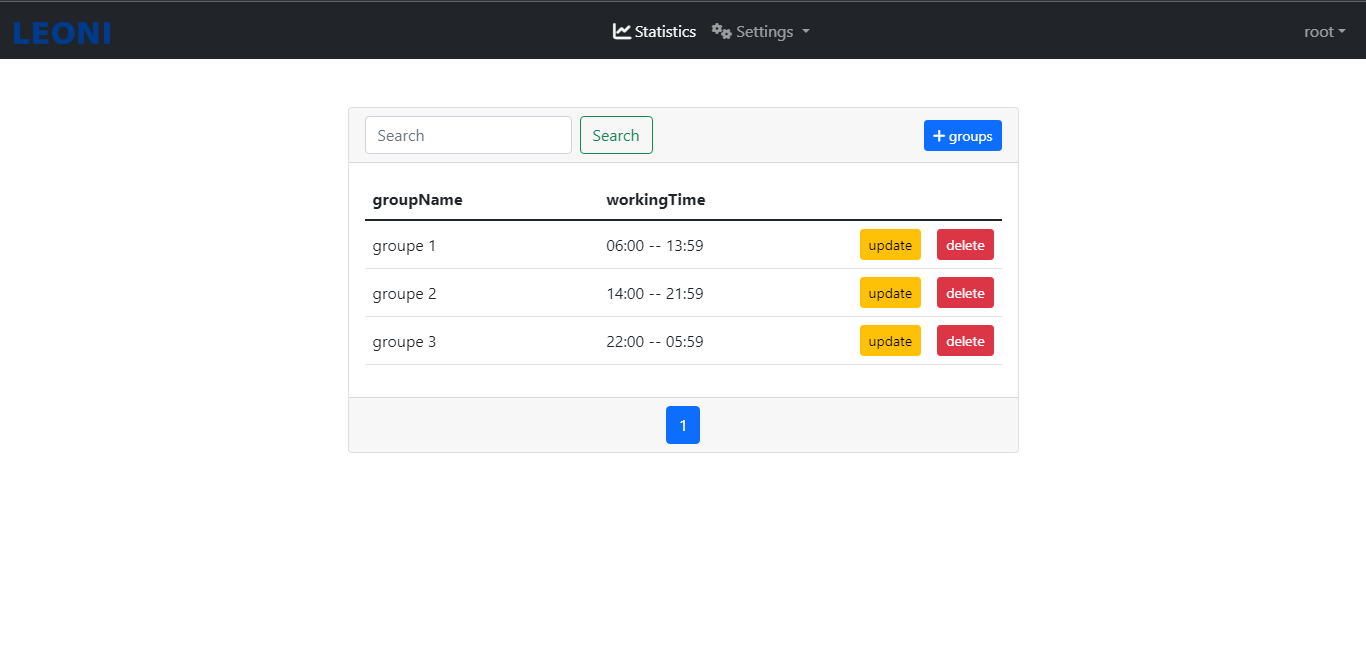 LEONI Statistics Settings root
Search Search + groups
groupName workingTime
groupe 1 06:00 -- 13:59 update delete
groupe 2 14:00 -- 21:59 update delete
groupe 3 22:00 -- 05:59 update delete
1